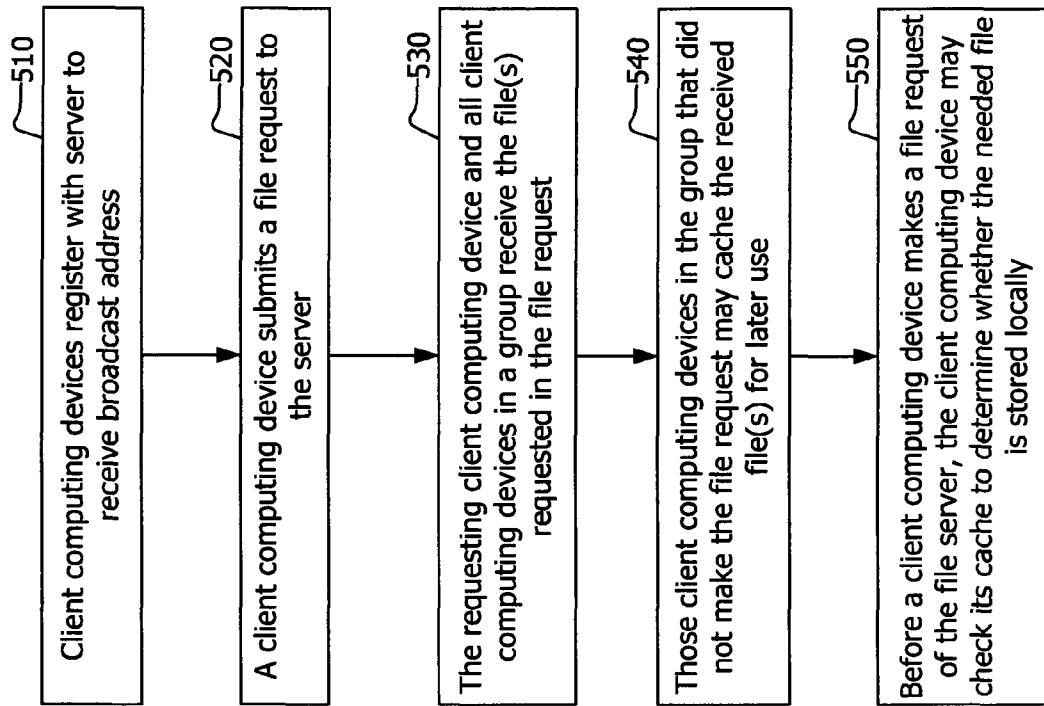 510
Client computing devices register with server to
receive broadcast address
520
A client computing device submits a file request to
the server
530
The requesting client computing device and all client
computing devices in a group receive the file(s)
requested in the file request
540
Those client computing devices in the group that did
not make the file request may cache the received
file(s) for later use
550
Before a client computing device makes a file request
of the file server, the client computing device may
check its cache to determine whether the needed file
is stored locally